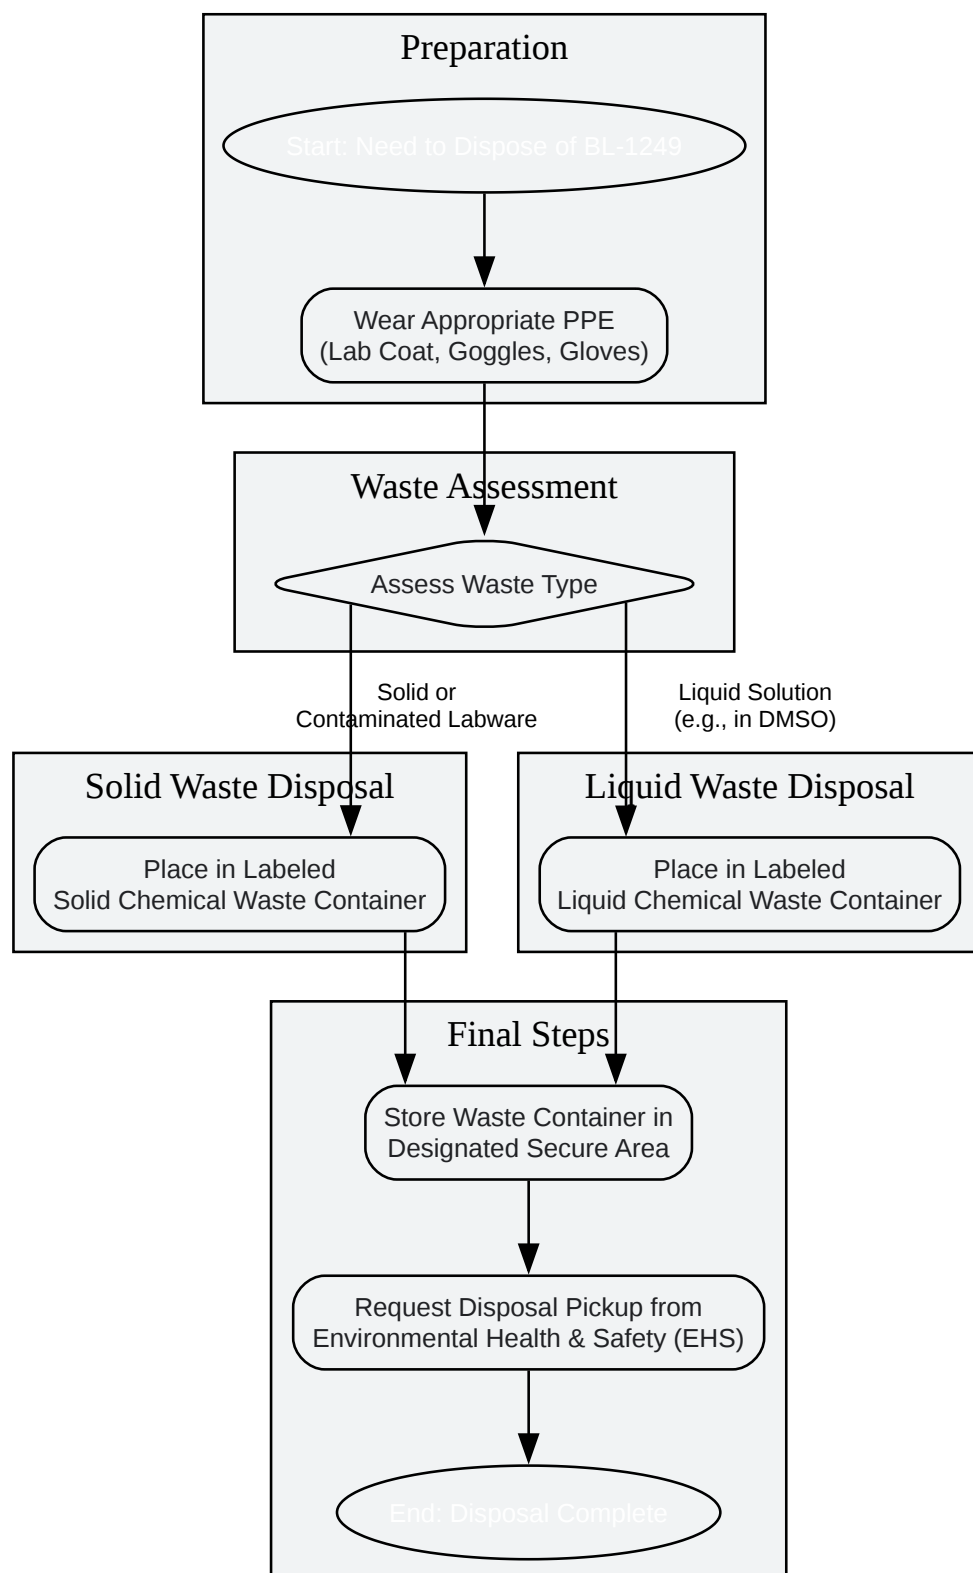 Preparation
Start: Need to Dispose of BL-1249
Wear Appropriate PPE
(Lab Coat, Goggles, Gloves)
Waste Assessment
Assess Waste Type
Solid or
Contaminated Labware
Liquid Solution
(e.g., in DMSO)
Solid Waste Disposal
Place in Labeled
Solid Chemical Waste Container
Liquid Waste Disposal
Place in Labeled
Liquid Chemical Waste Container
Final Steps
Store Waste Container in
Designated Secure Area
Request Disposal Pickup from
Environmental Health & Safety (EHS)
End: Disposal Complete